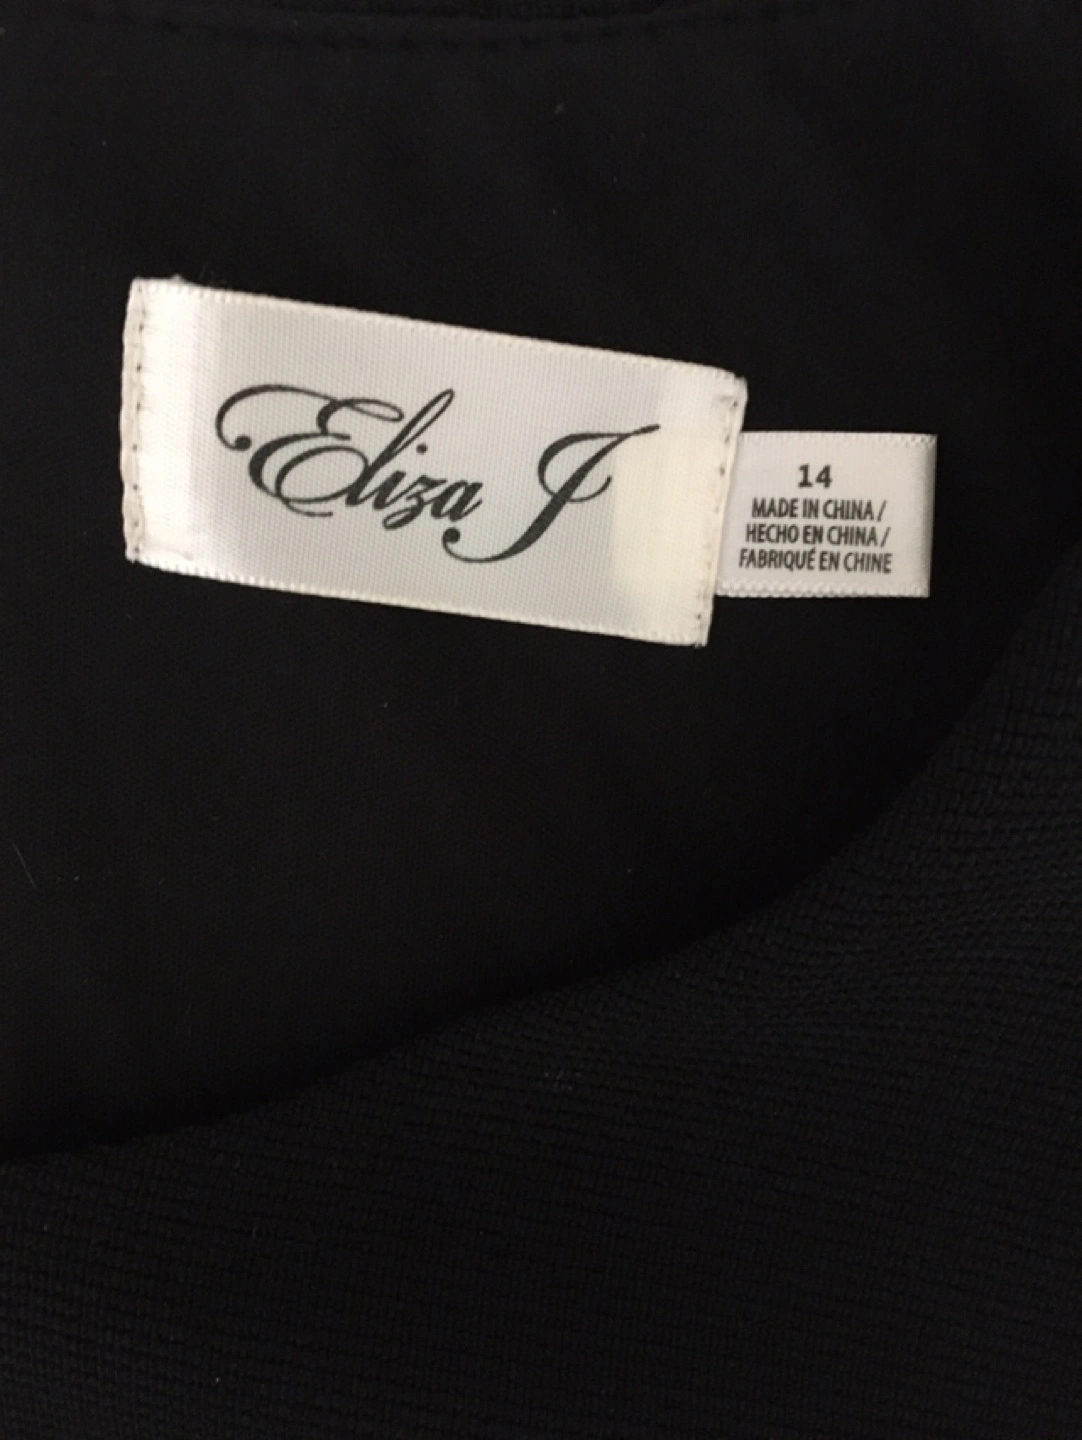 Eliza J
14
MADE IN CHINA /
HECHO EN CHINA /
FABRIQUÉ EN CHINE